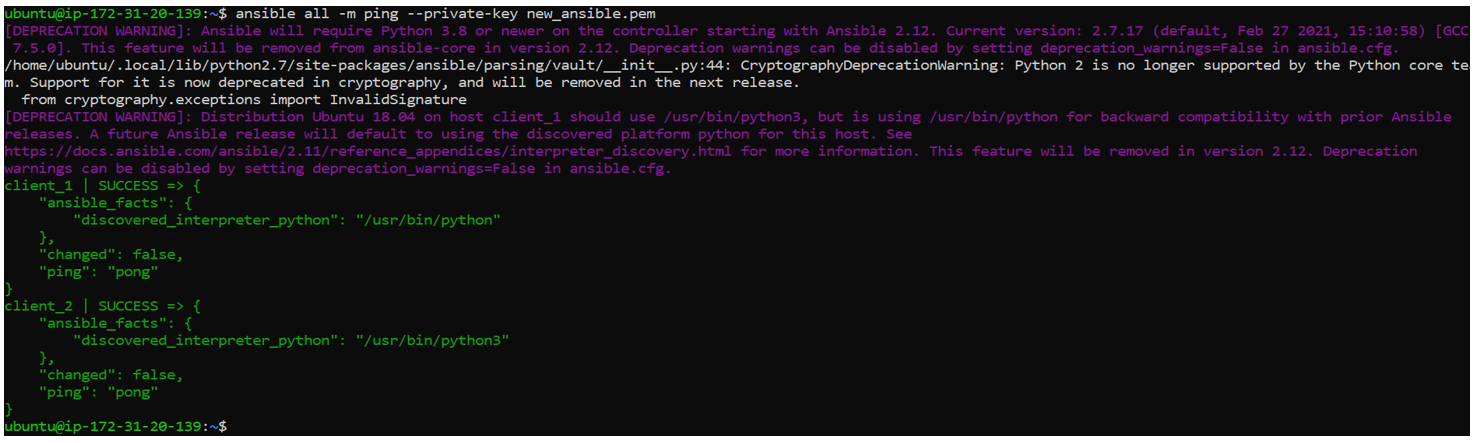 ubuntu@ip-172-31-20-139:~$ ansible all -m ping --private-key new_ansible.pem
[DEPRECATION WARNING]: Ansible will require Python 3.8 or newer on the controller starting with Ansible 2.12. Current version: 2.7.17 (default, Feb 27 2021, 15:10:58) [GCC
7.5.0]. This feature will be removed from ansible-core in version 2.12. Deprecation warnings can be disabled by setting deprecation_warnings=False in ansible.cfg.
/home/ubuntu/.local/lib/python2.7/site-packages/ansible/parsing/vault/__init__.py:44: CryptographyDeprecationWarning: Python 2 is no longer supported by the Python core tea
m. Support for it is now deprecated in cryptography, and will be removed in the next release.
  from cryptography.exceptions import InvalidSignature
[DEPRECATION WARNING]: Distribution Ubuntu 18.04 on host client_1 should use /usr/bin/python3, but is using /usr/bin/python for backward compatibility with prior Ansible
releases. A future Ansible release will default to using the discovered platform python for this host. See
https://docs.ansible.com/ansible/2.11/reference_appendices/interpreter_discovery.html for more information. This feature will be removed in version 2.12. Deprecation
warnings can be disabled by setting deprecation_warnings=False in ansible.cfg.
client_1 | SUCCESS => {
    "ansible_facts": {
        "discovered_interpreter_python": "/usr/bin/python"
    },
    "changed": false,
    "ping": "pong"
}
client_2 | SUCCESS => {
    "ansible_facts": {
        "discovered_interpreter_python": "/usr/bin/python3"
    },
    "changed": false,
    "ping": "pong"
}
ubuntu@ip-172-31-20-139:~$